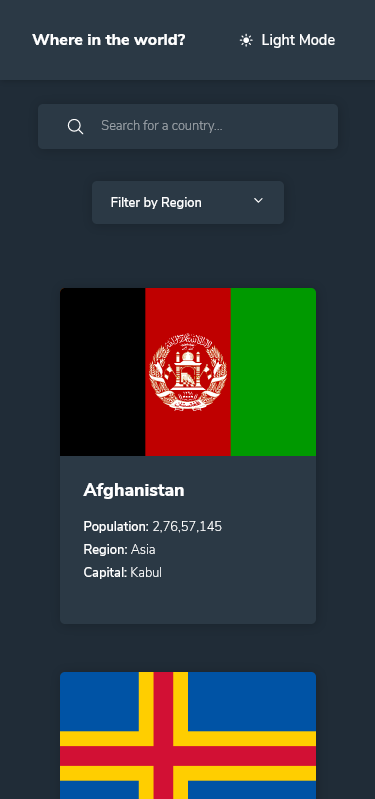 Where in the world?
Light Mode
Search for a country...
Filter by Region
Afghanistan
Population: 2,76,57,145
Region: Asia
Capital: Kabul